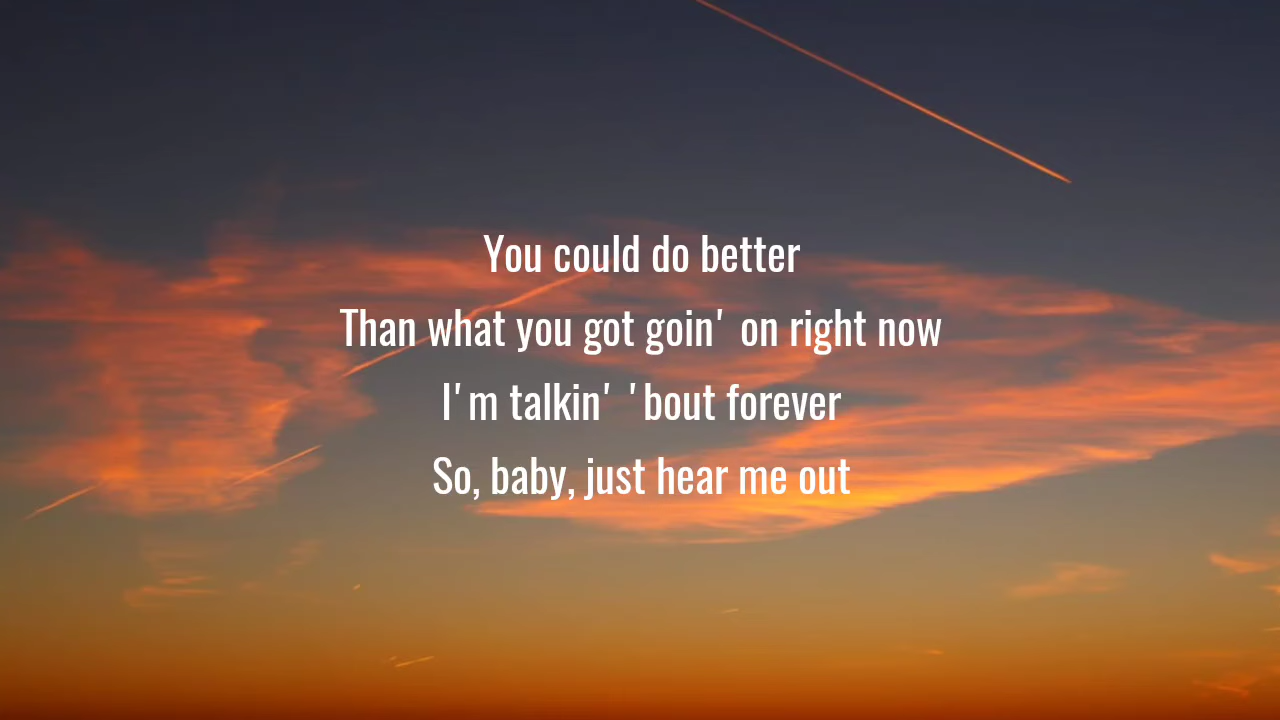 You could do better
Than what you got goin' on right now
I'm talkin' 'bout forever
So, baby, just hear me out